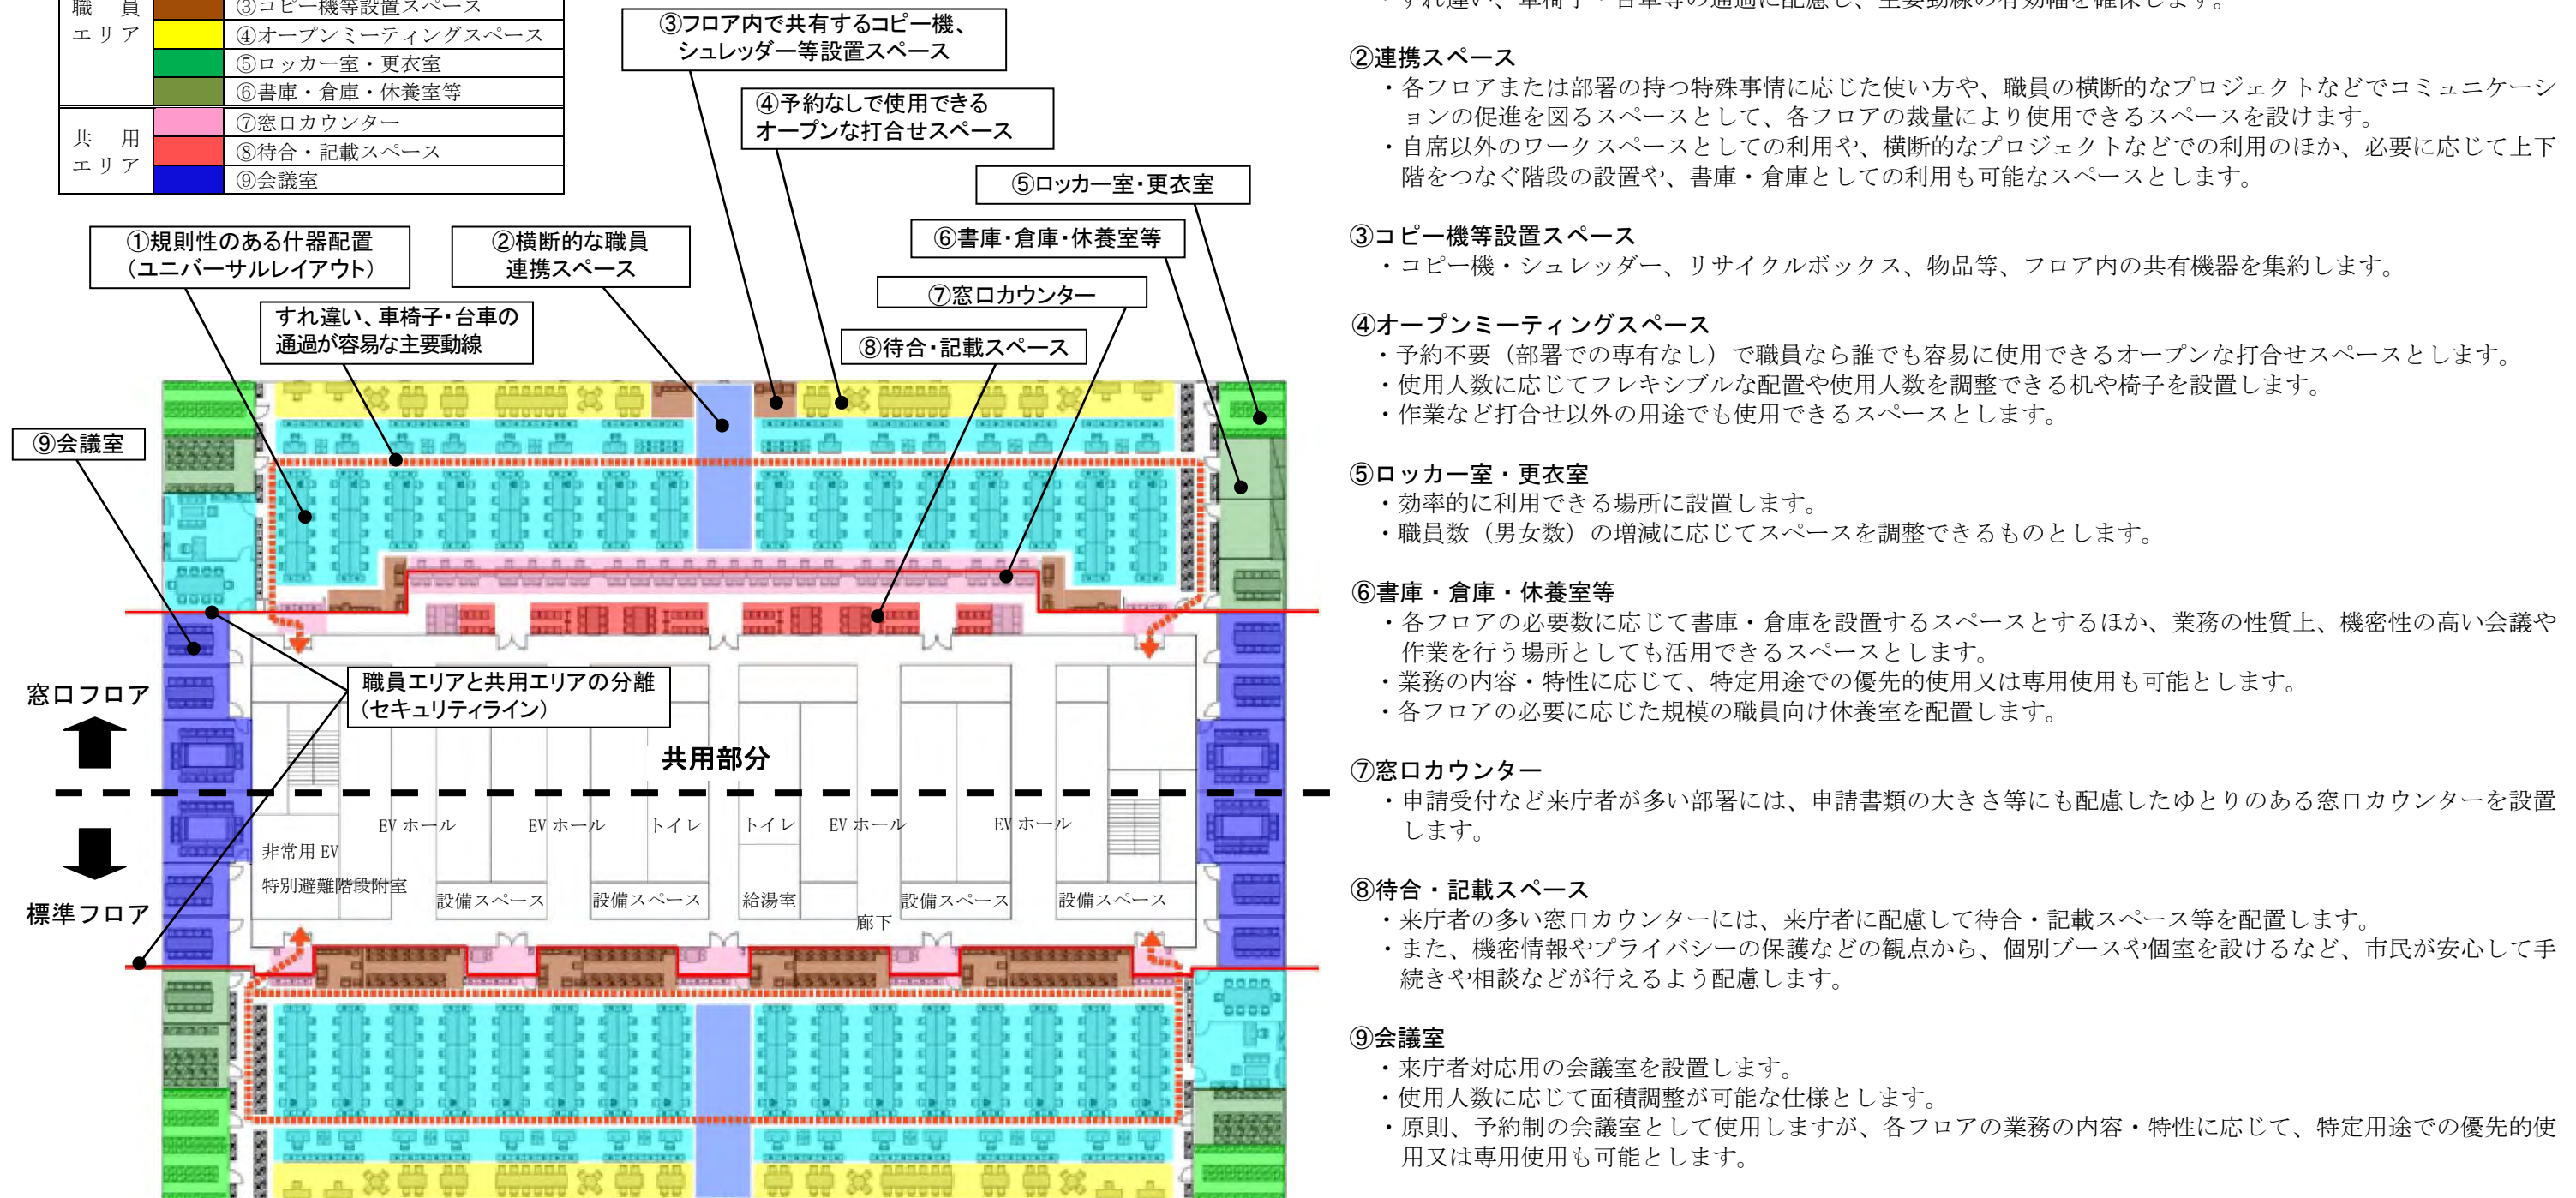 職　員
エリア
③コピー機等設置スペース
④オープンミーティングスペース
⑤ロッカー室・更衣室
⑥書庫・倉庫・休養室等
共　用
エリア
⑦窓口カウンター
⑧待合・記載スペース
⑨会議室
③フロア内で共有するコピー機、
シュレッダー等設置スペース
④予約なしで使用できる
オープンな打合せスペース
⑤ロッカー室・更衣室
①規則性のある什器配置
（ユニバーサルレイアウト）
②横断的な職員
連携スペース
⑥書庫・倉庫・休養室等
⑦窓口カウンター
すれ違い、車椅子・台車の
通過が容易な主要動線
⑧待合・記載スペース
⑨会議室
職員エリアと共用エリアの分離
（セキュリティライン）
窓口フロア
共用部分
標準フロア
EVホール
EVホール
トイレ
トイレ
EVホール
EVホール
非常用EV
特別避難階段附室
設備スペース
設備スペース
給湯室
設備スペース
設備スペース
廊下
・すれ違い、車椅子・台車等の通過に配慮し、主要動線の有効幅を確保します。
②連携スペース
・各フロアまたは部署の持つ特殊事情に応じた使い方や、職員の横断的なプロジェクトなどでコミュニケーシ
ョンの促進を図るスペースとして、各フロアの裁量により使用できるスペースを設けます。
・自席以外のワークスペースとしての利用や、横断的なプロジェクトなどでの利用のほか、必要に応じて上下
階をつなぐ階段の設置や、書庫・倉庫としての利用も可能なスペースとします。
③コピー機等設置スペース
・コピー機・シュレッダー、リサイクルボックス、物品等、フロア内の共有機器を集約します。
④オープンミーティングスペース
・予約不要（部署での専有なし）で職員なら誰でも容易に使用できるオープンな打合せスペースとします。
・使用人数に応じてフレキシブルな配置や使用人数を調整できる机や椅子を設置します。
・作業など打合せ以外の用途でも使用できるスペースとします。
⑤ロッカー室・更衣室
・効率的に利用できる場所に設置します。
・職員数（男女数）の増減に応じてスペースを調整できるものとします。
⑥書庫・倉庫・休養室等
・各フロアの必要数に応じて書庫・倉庫を設置するスペースとするほか、業務の性質上、機密性の高い会議や
作業を行う場所としても活用できるスペースとします。
・業務の内容・特性に応じて、特定用途での優先的使用又は専用使用も可能とします。
・各フロアの必要に応じた規模の職員向け休養室を配置します。
⑦窓口カウンター
・申請受付など来庁者が多い部署には、申請書類の大きさ等にも配慮したゆとりのある窓口カウンターを設置
します。
⑧待合・記載スペース
・来庁者の多い窓口カウンターには、来庁者に配慮して待合・記載スペース等を配置します。
・また、機密情報やプライバシーの保護などの観点から、個別ブースや個室を設けるなど、市民が安心して手
続きや相談などが行えるよう配慮します。
⑨会議室
・来庁者対応用の会議室を設置します。
・使用人数に応じて面積調整が可能な仕様とします。
・原則、予約制の会議室として使用しますが、各フロアの業務の内容・特性に応じて、特定用途での優先的使
用又は専用使用も可能とします。